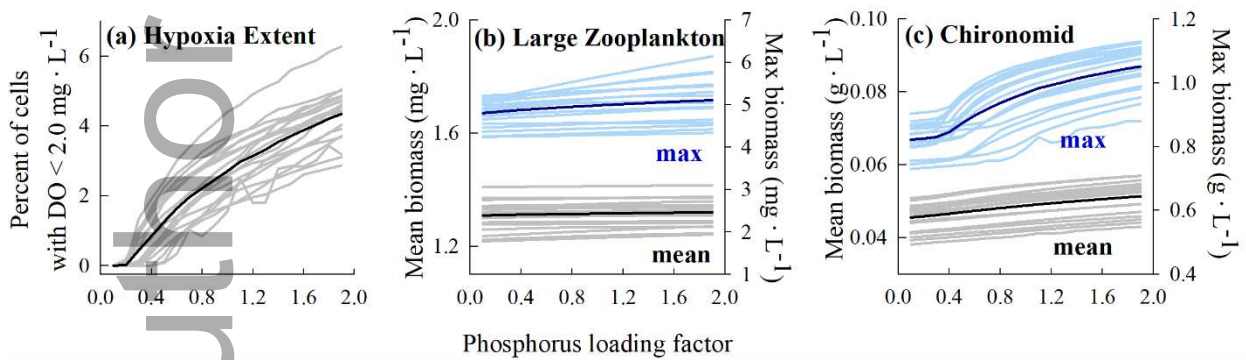 (a) Hypoxia Extent
Percent of cells
with DO < 2.0 mg · L⁻¹
6
4
2
0
0.0 0.4 0.8 1.2 1.6 2.0
(b) Large Zooplankton
Mean biomass (mg · L⁻¹)
2.0
1.6
1.2
max
mean
7
6
5
4
3
2
1
Max biomass (mg · L⁻¹)
0.0 0.4 0.8 1.2 1.6 2.0
(c) Chironomid
Mean biomass (g · L⁻¹)
0.10
0.08
0.06
0.04
max
mean
1.2
1.0
0.8
0.6
0.4
Max biomass (g · L⁻¹)
0.0 0.4 0.8 1.2 1.6 2.0
Phosphorus loading factor